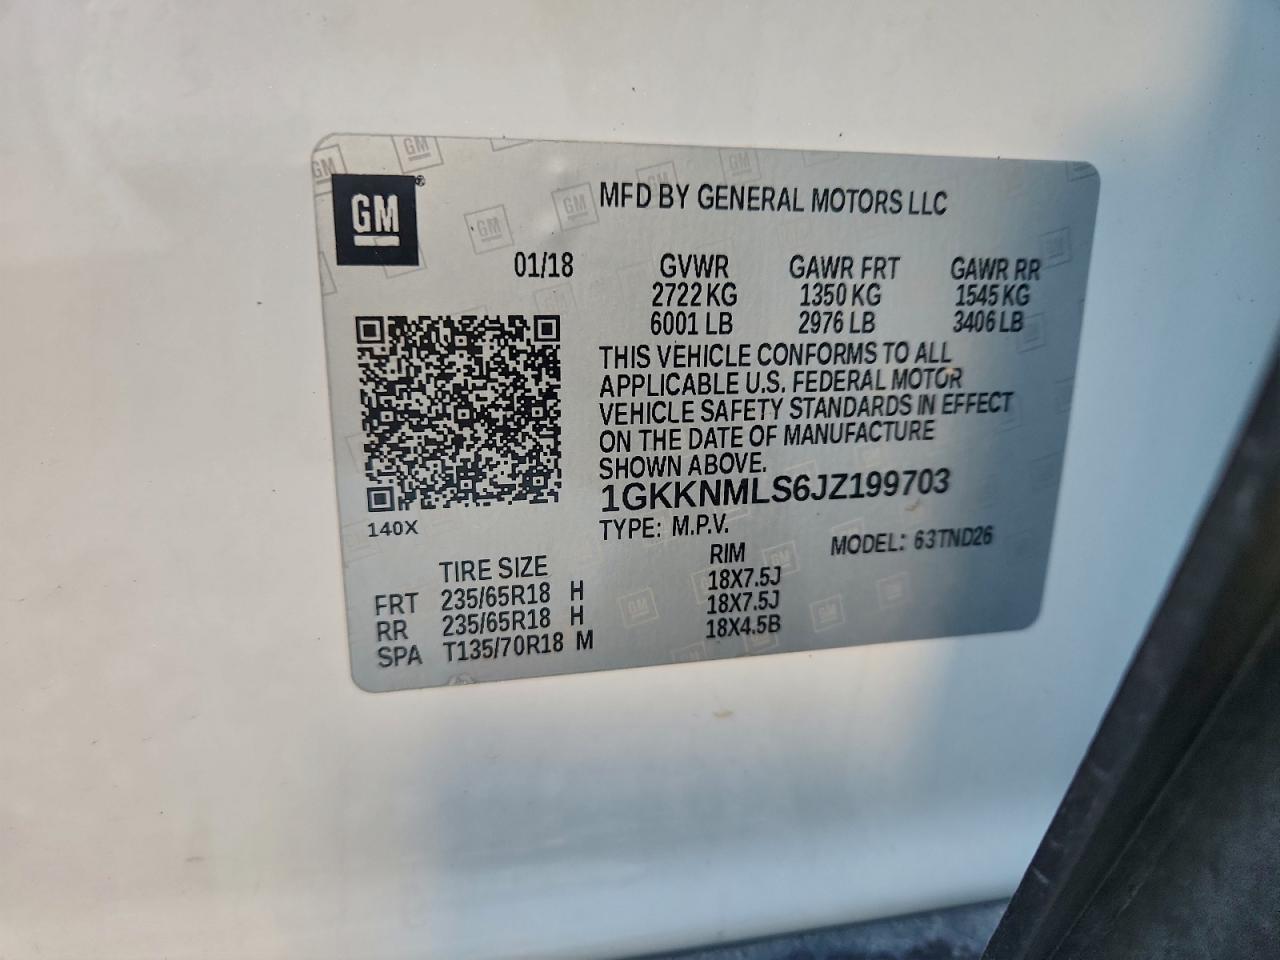 GM
MFD BY GENERAL MOTORS LLC
01/18 GVWR GAWR FRT GAWR RR
2722 KG 1350 KG 1545 KG
6001 LB 2976 LB 3406 LB
THIS VEHICLE CONFORMS TO ALL
APPLICABLE U.S. FEDERAL MOTOR
VEHICLE SAFETY STANDARDS IN EFFECT
ON THE DATE OF MANUFACTURE
SHOWN ABOVE.
1GKKNMLS6JZ199703
140X
TYPE: M.P.V. MODEL: 63TND26
TIRE SIZE RIM
FRT 235/65R18 H 18X7.5J
RR 235/65R18 H 18X7.5J
SPA T135/70R18 M 18X4.5B